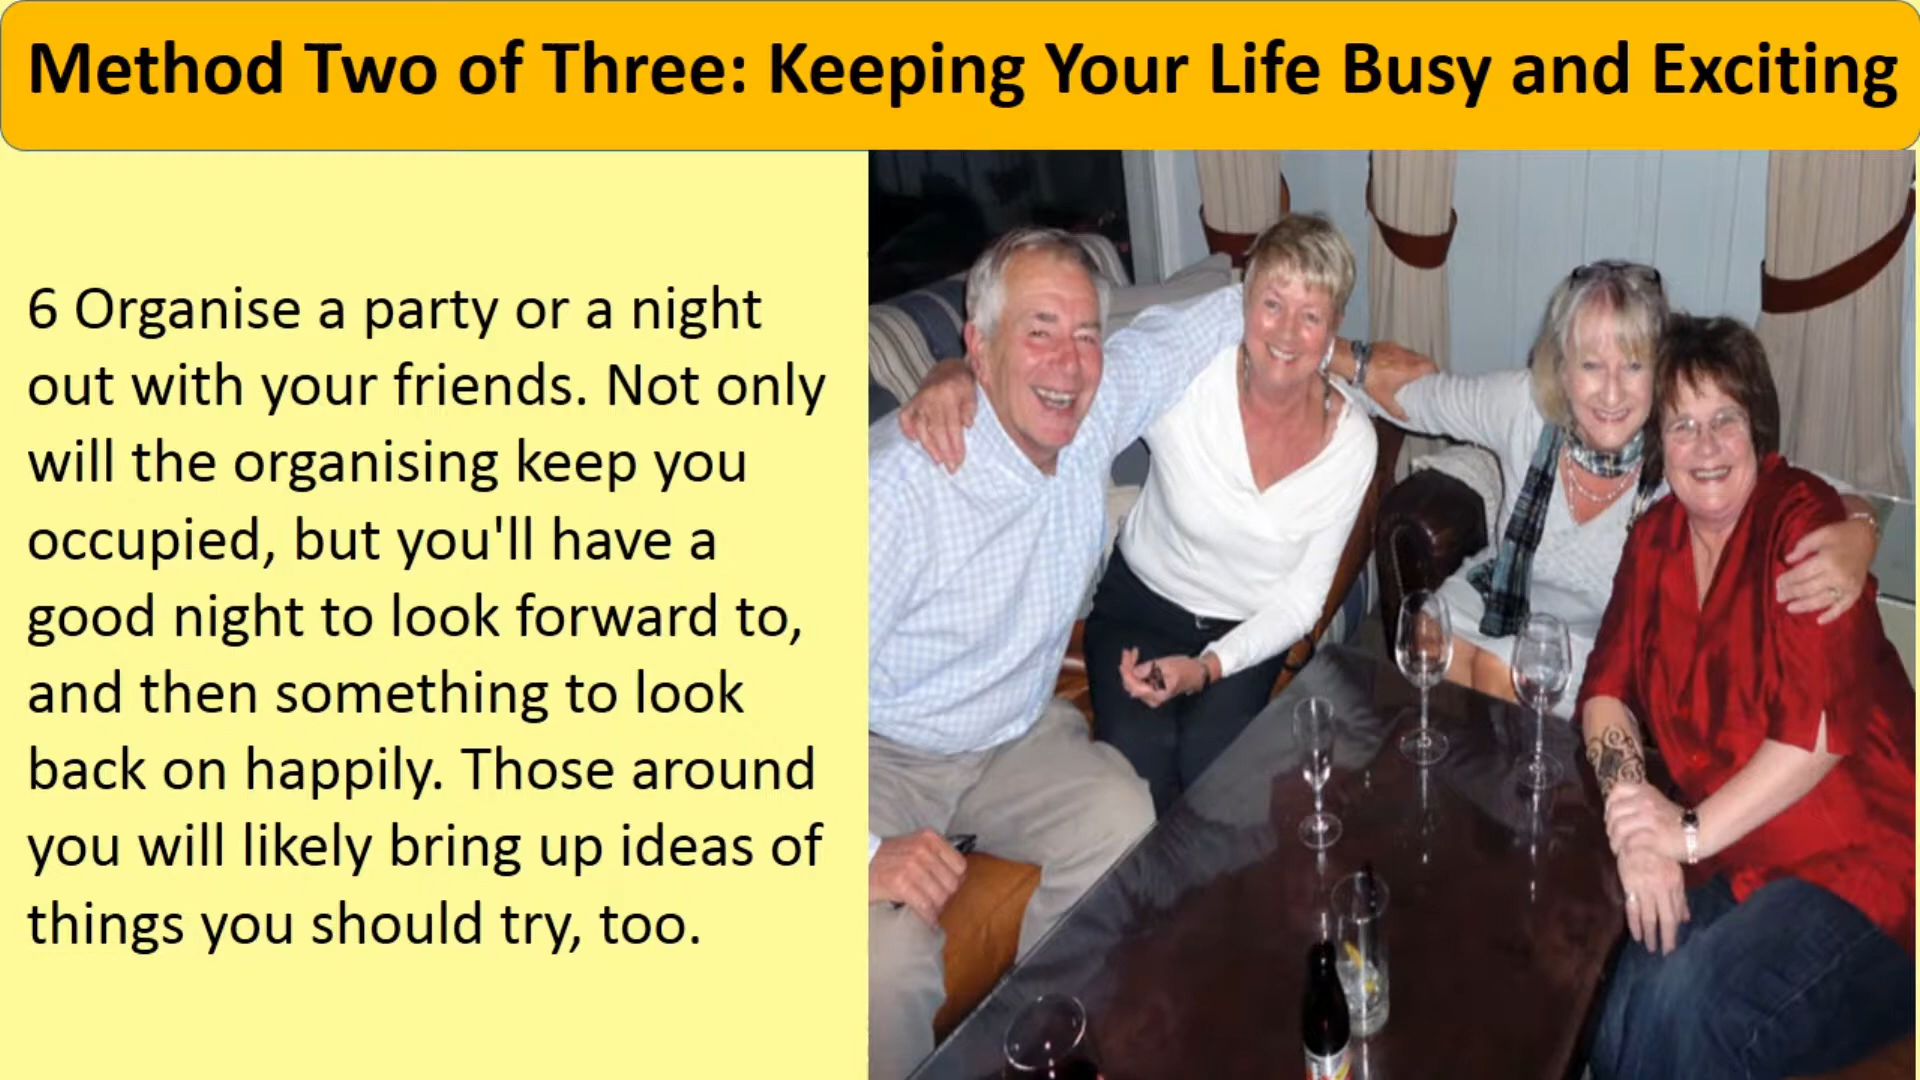 Method Two of Three: Keeping Your Life Busy and Exciting
6 Organise a party or a night
out with your friends. Not only
will the organising keep you
occupied, but you'll have a
good night to look forward to,
and then something to look
back on happily. Those around
you will likely bring up ideas of
things you should try, too.